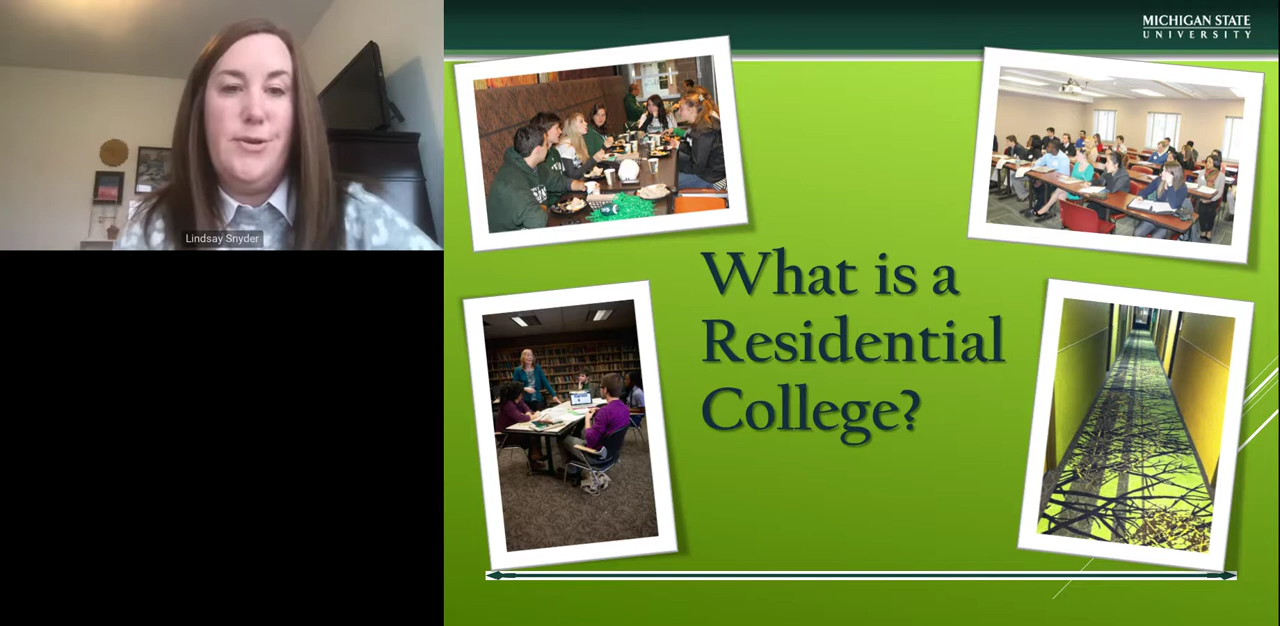 Lindsay Snyder
MICHIGAN STATE
UNIVERSITY
What is a
Residential
College?